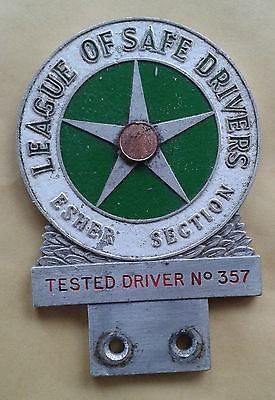 LEAGUE OF SAFE DRIVERS
ESHER SECTION
TESTED DRIVER Nº 357